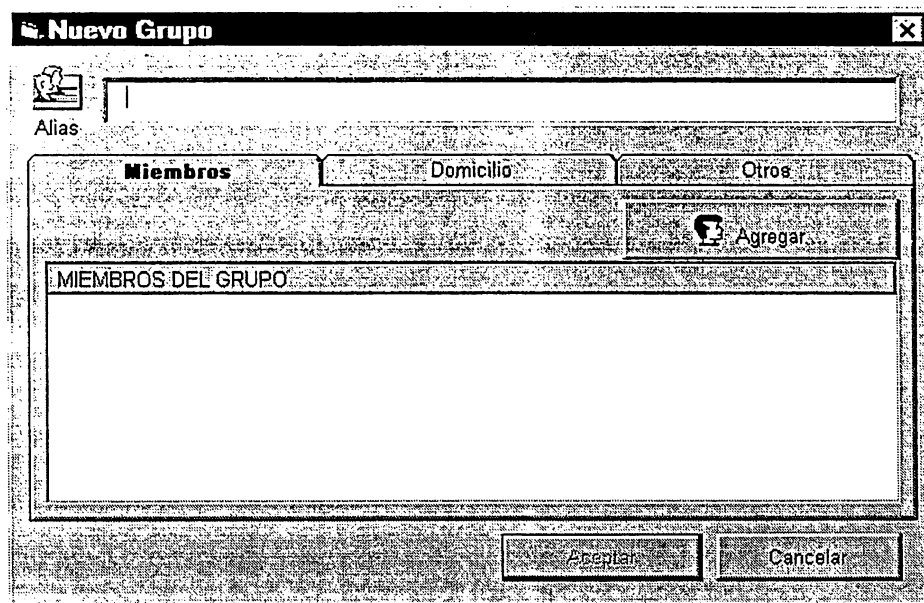 Nuevo Grupo
Alias
Miembros Domicilio Otros
Agregar...
MIEMBROS DEL GRUPO
Aceptar Cancelar